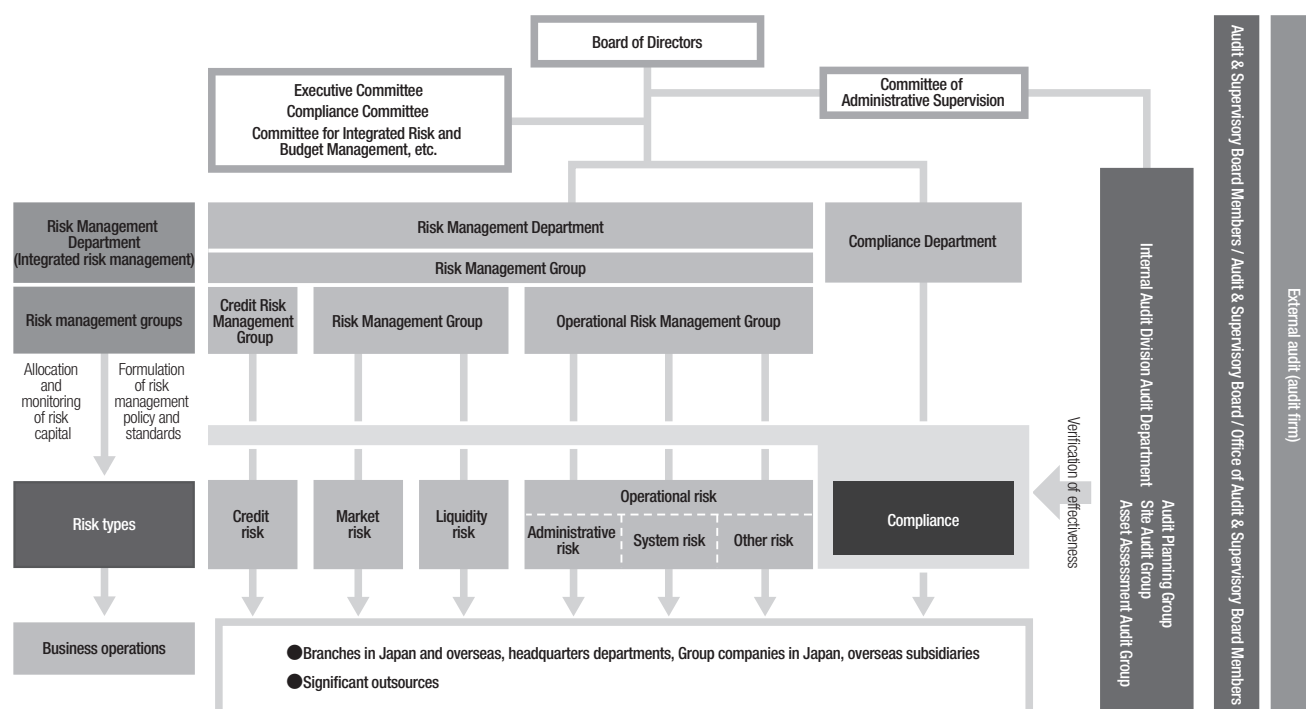 Board of Directors
Executive Committee
Compliance Committee
Committee for Integrated Risk and
Budget Management, etc.
Committee of
Administrative Supervision
Risk Management
Department
(Integrated risk management)
Risk Management Department
Compliance Department
Risk Management Group
Risk management groups
Credit Risk
Management
Group
Risk Management Group
Operational Risk Management Group
Allocation
and
monitoring
of risk
capital
Formulation
of risk
management
policy and
standards
Risk types
Credit
risk
Market
risk
Liquidity
risk
Operational risk
Administrative
risk
System risk
Other risk
Compliance
Verification of effectiveness
Internal Audit Division Audit Department
Audit Planning Group
Site Audit Group
Asset Assessment Audit Group
Audit & Supervisory Board Members / Audit & Supervisory Board / Office of Audit & Supervisory Board Members
External audit (audit firm)
Business operations
●Branches in Japan and overseas, headquarters departments, Group companies in Japan, overseas subsidiaries
●Significant outsources